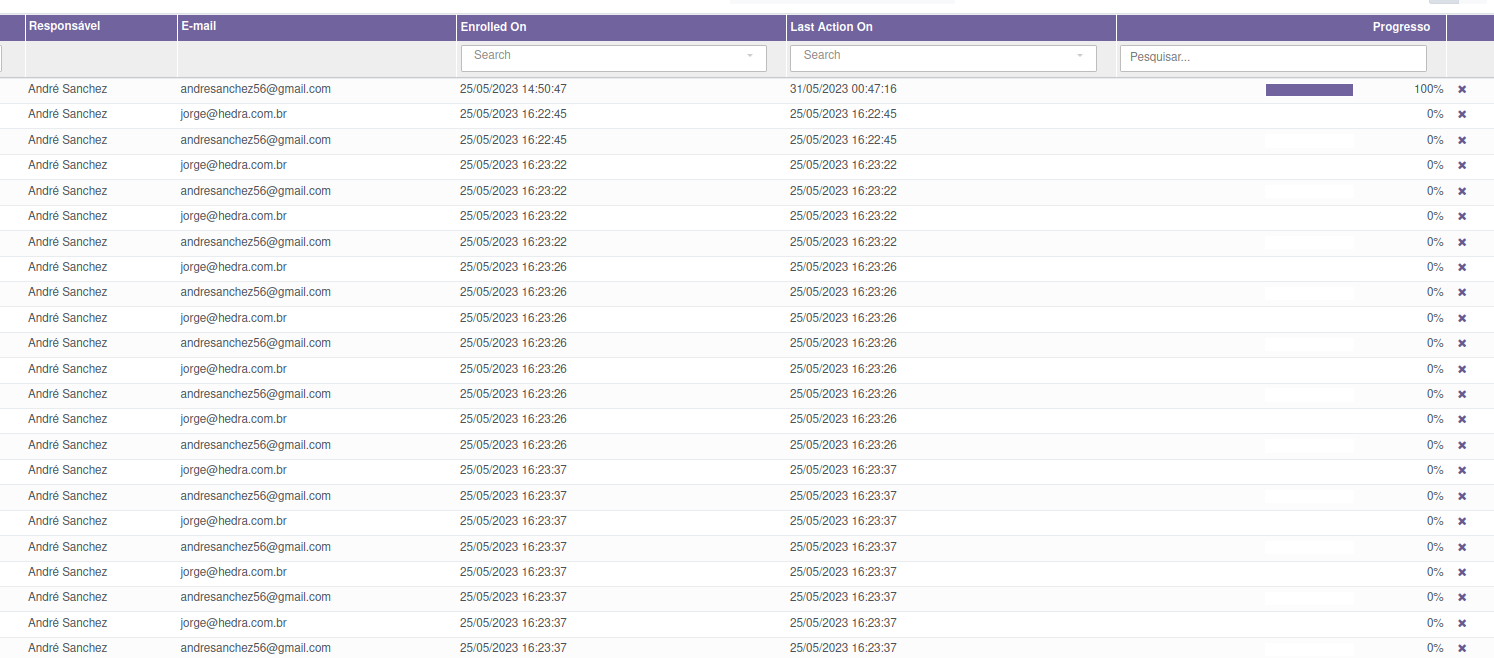 Responsável E-mail Enrolled On Last Action On Progresso
Search Search Pesquisar...
André Sanchez andresanchez56@gmail.com 25/05/2023 14:50:47 31/05/2023 00:47:16 100%
André Sanchez jorge@hedra.com.br 25/05/2023 16:22:45 25/05/2023 16:22:45 0%
André Sanchez andresanchez56@gmail.com 25/05/2023 16:22:45 25/05/2023 16:22:45 0%
André Sanchez jorge@hedra.com.br 25/05/2023 16:23:22 25/05/2023 16:23:22 0%
André Sanchez andresanchez56@gmail.com 25/05/2023 16:23:22 25/05/2023 16:23:22 0%
André Sanchez jorge@hedra.com.br 25/05/2023 16:23:22 25/05/2023 16:23:22 0%
André Sanchez andresanchez56@gmail.com 25/05/2023 16:23:22 25/05/2023 16:23:22 0%
André Sanchez jorge@hedra.com.br 25/05/2023 16:23:26 25/05/2023 16:23:26 0%
André Sanchez andresanchez56@gmail.com 25/05/2023 16:23:26 25/05/2023 16:23:26 0%
André Sanchez jorge@hedra.com.br 25/05/2023 16:23:26 25/05/2023 16:23:26 0%
André Sanchez andresanchez56@gmail.com 25/05/2023 16:23:26 25/05/2023 16:23:26 0%
André Sanchez jorge@hedra.com.br 25/05/2023 16:23:26 25/05/2023 16:23:26 0%
André Sanchez andresanchez56@gmail.com 25/05/2023 16:23:26 25/05/2023 16:23:26 0%
André Sanchez jorge@hedra.com.br 25/05/2023 16:23:26 25/05/2023 16:23:26 0%
André Sanchez andresanchez56@gmail.com 25/05/2023 16:23:26 25/05/2023 16:23:26 0%
André Sanchez jorge@hedra.com.br 25/05/2023 16:23:37 25/05/2023 16:23:37 0%
André Sanchez andresanchez56@gmail.com 25/05/2023 16:23:37 25/05/2023 16:23:37 0%
André Sanchez jorge@hedra.com.br 25/05/2023 16:23:37 25/05/2023 16:23:37 0%
André Sanchez andresanchez56@gmail.com 25/05/2023 16:23:37 25/05/2023 16:23:37 0%
André Sanchez jorge@hedra.com.br 25/05/2023 16:23:37 25/05/2023 16:23:37 0%
André Sanchez andresanchez56@gmail.com 25/05/2023 16:23:37 25/05/2023 16:23:37 0%
André Sanchez jorge@hedra.com.br 25/05/2023 16:23:37 25/05/2023 16:23:37 0%
André Sanchez andresanchez56@gmail.com 25/05/2023 16:23:37 25/05/2023 16:23:37 0%